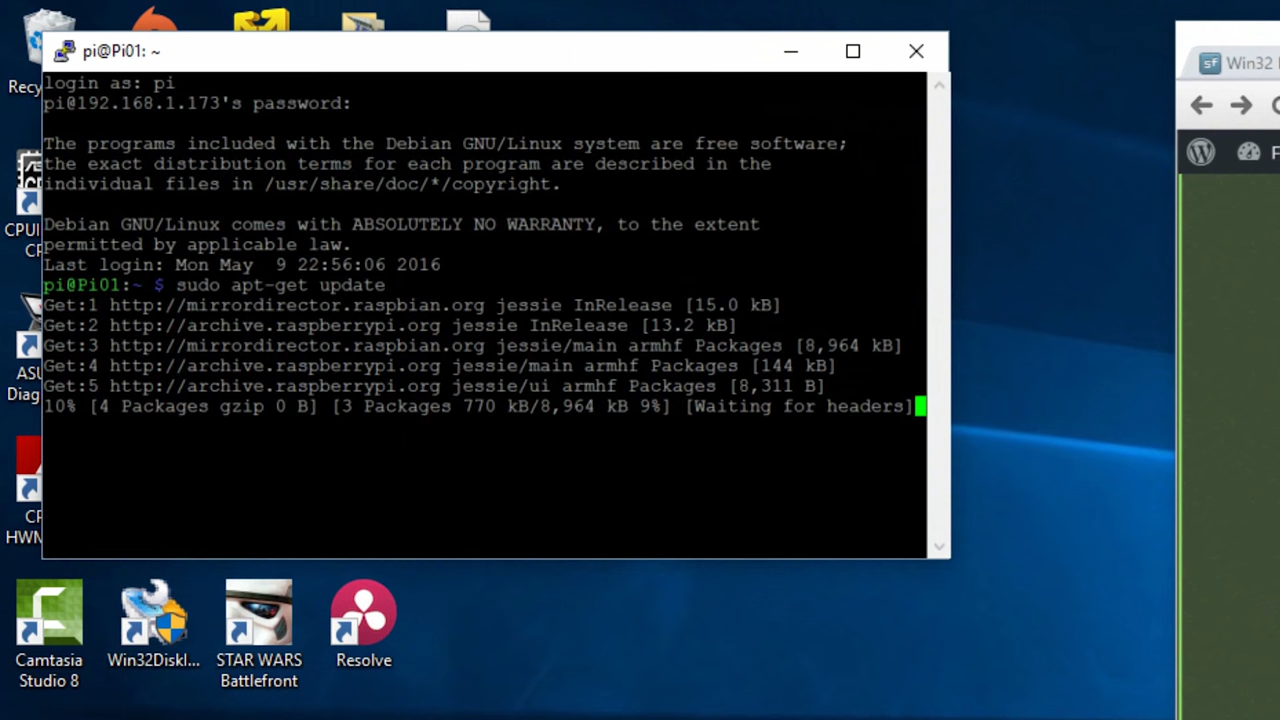 pi@Pi01: ~
login as: pi
pi@192.168.1.173's password:
The programs included with the Debian GNU/Linux system are free software;
the exact distribution terms for each program are described in the
individual files in /usr/share/doc/*/copyright.
Debian GNU/Linux comes with ABSOLUTELY NO WARRANTY, to the extent
permitted by applicable law.
Last login: Mon May  9 22:56:06 2016
pi@Pi01:~ $ sudo apt-get update
Get:1 http://mirrordirector.raspbian.org jessie InRelease [15.0 kB]
Get:2 http://archive.raspberrypi.org jessie InRelease [13.2 kB]
Get:3 http://mirrordirector.raspbian.org jessie/main armhf Packages [8,964 kB]
Get:4 http://archive.raspberrypi.org jessie/main armhf Packages [144 kB]
Get:5 http://archive.raspberrypi.org jessie/ui armhf Packages [8,311 B]
10% [4 Packages gzip 0 B] [3 Packages 770 kB/8,964 kB 9%] [Waiting for headers]
Recy
CPUI
CP
ASU
Diag
CP
HWM
Camtasia
Studio 8
Win32DiskI...
STAR WARS
Battlefront
Resolve
sf
Win32
F